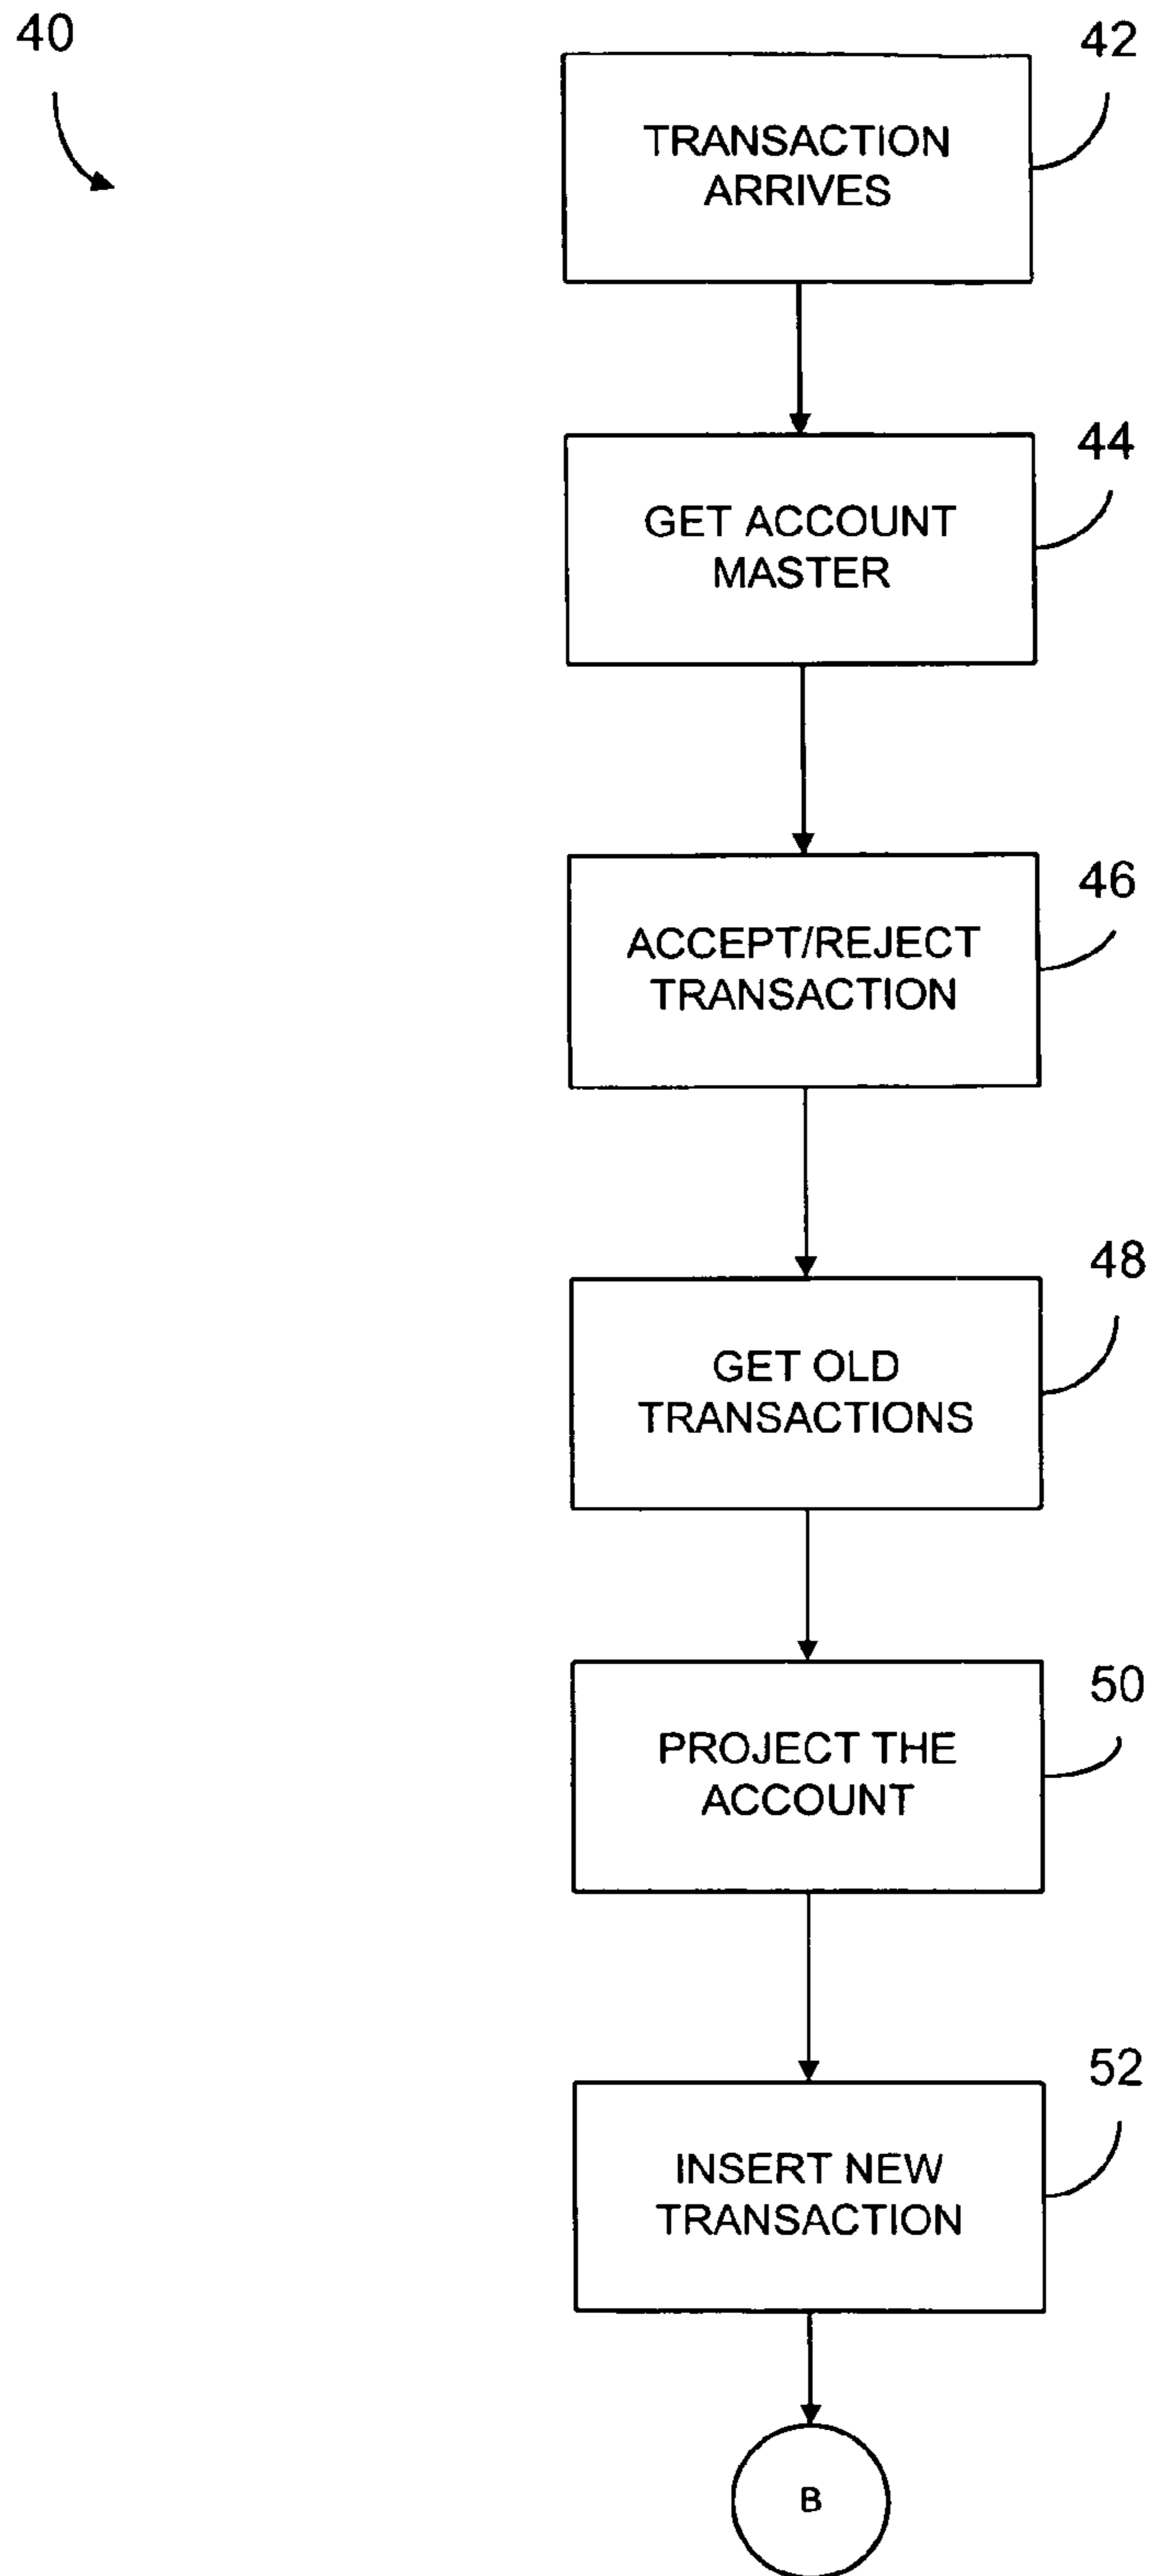 40
42
TRANSACTION
ARRIVES
44
GET ACCOUNT
MASTER
46
ACCEPT/REJECT
TRANSACTION
48
GET OLD
TRANSACTIONS
50
PROJECT THE
ACCOUNT
52
INSERT NEW
TRANSACTION
B